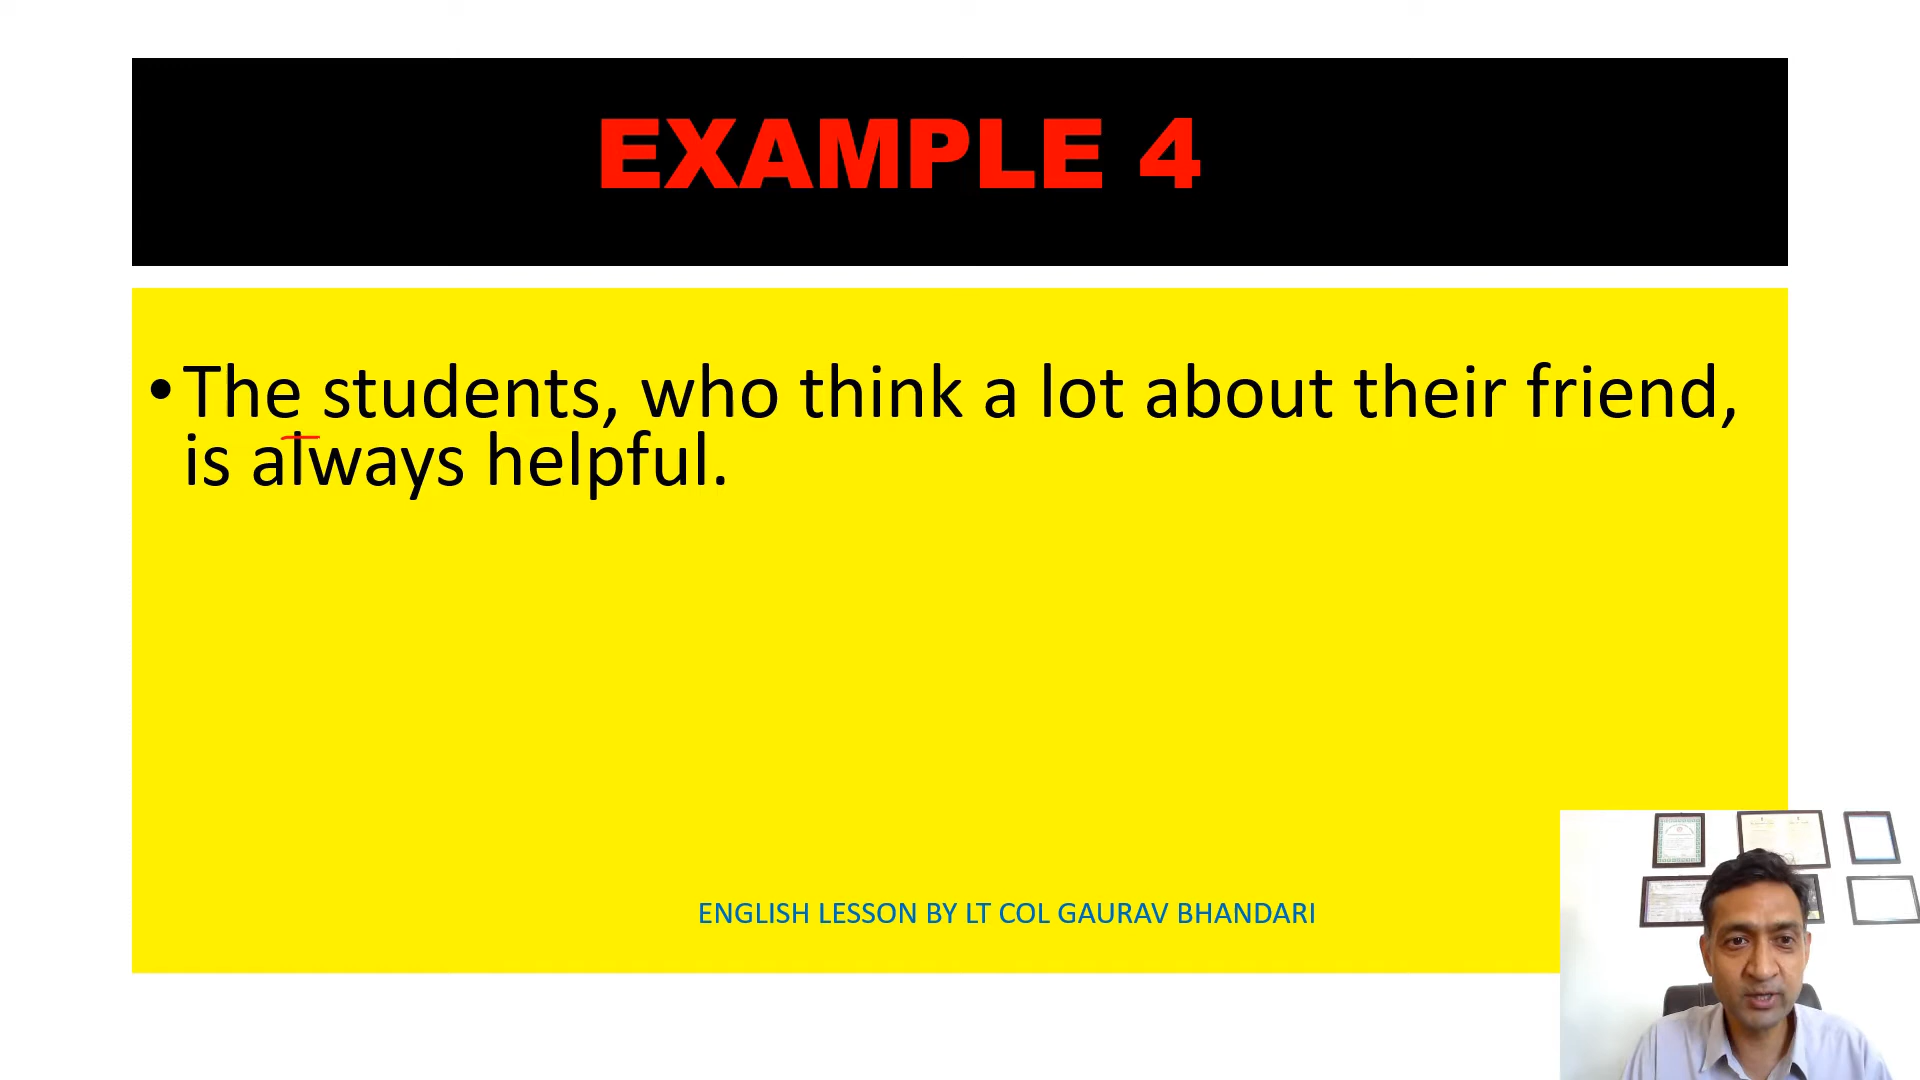 EXAMPLE 4
•The students, who think a lot about their friend,
is always helpful.
ENGLISH LESSON BY LT COL GAURAV BHANDARI